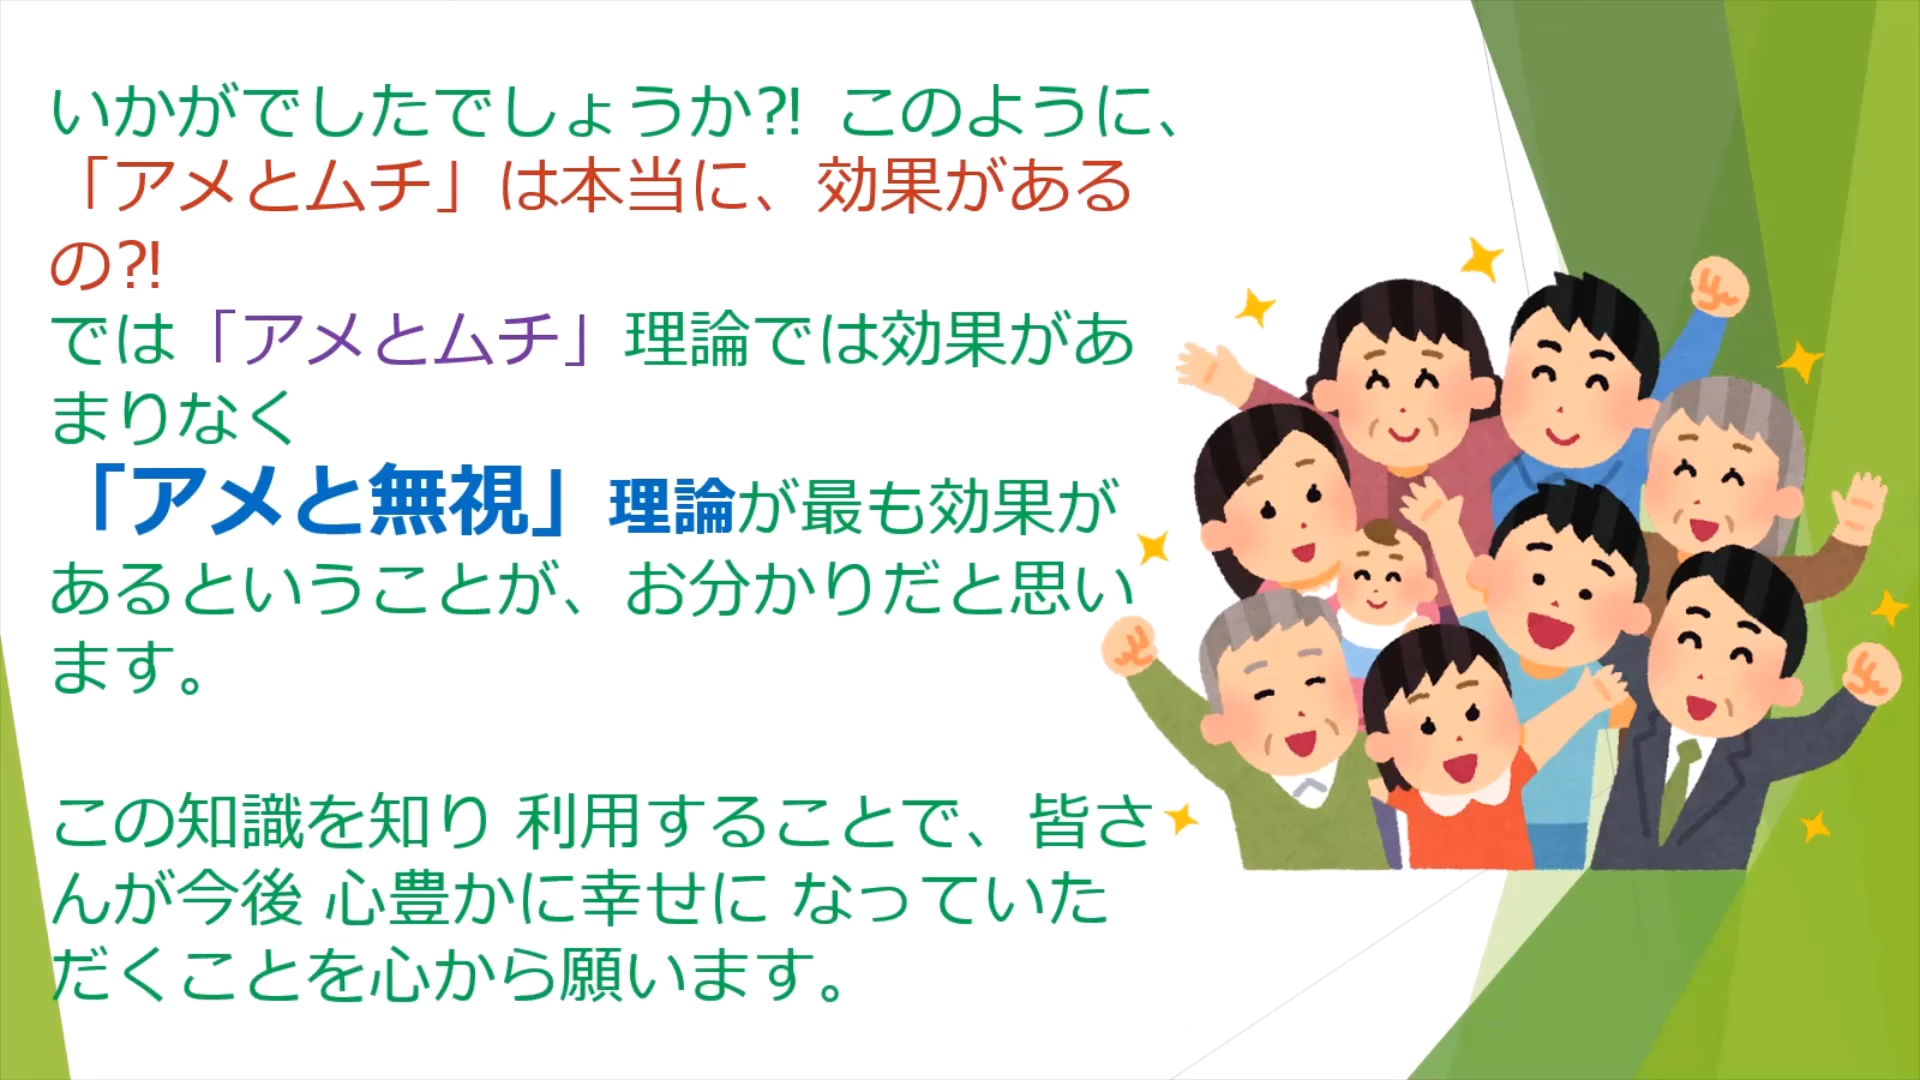 いかがでしたでしょうか⁈ このように、
「アメとムチ」は本当に、効果がある
の⁈
では「アメとムチ」理論では効果があ
まりなく
「アメと無視」理論が最も効果が
あるということが、お分かりだと思い
ます。
この知識を知り 利用することで、皆さ
んが今後 心豊かに幸せに なっていた
だくことを心から願います。